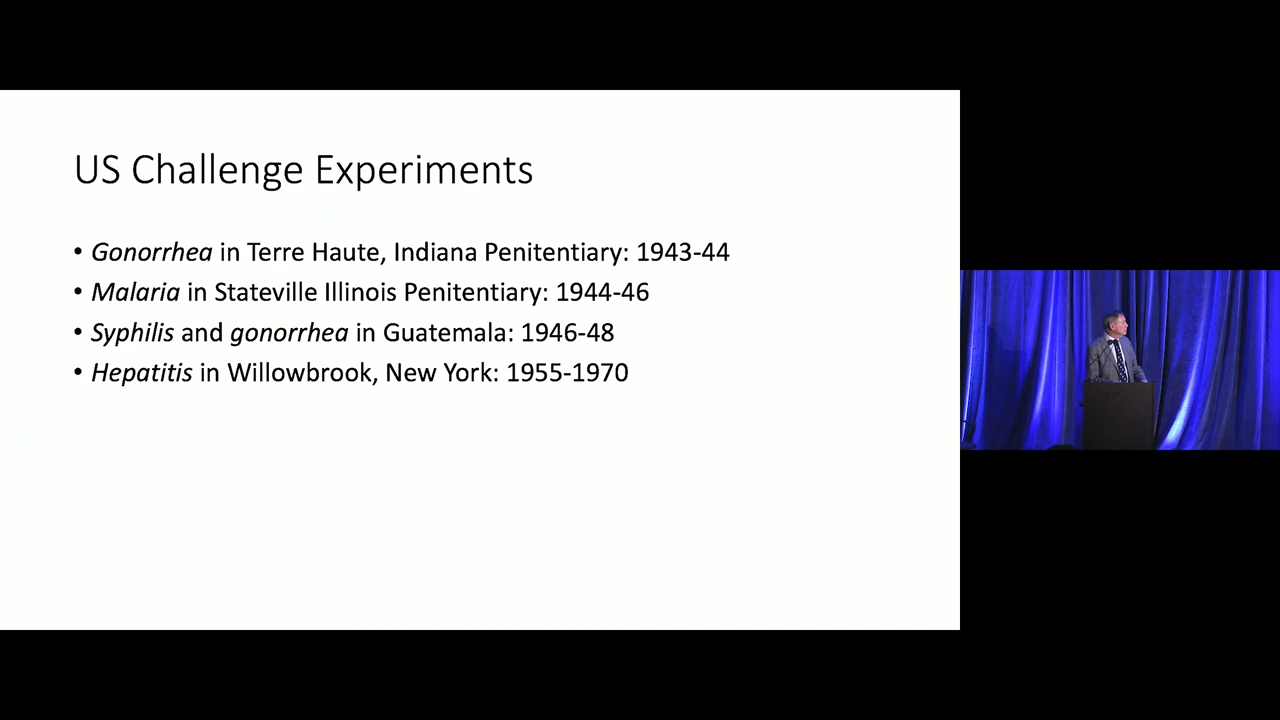 US Challenge Experiments
• Gonorrhea in Terre Haute, Indiana Penitentiary: 1943-44
• Malaria in Stateville Illinois Penitentiary: 1944-46
• Syphilis and gonorrhea in Guatemala: 1946-48
• Hepatitis in Willowbrook, New York: 1955-1970